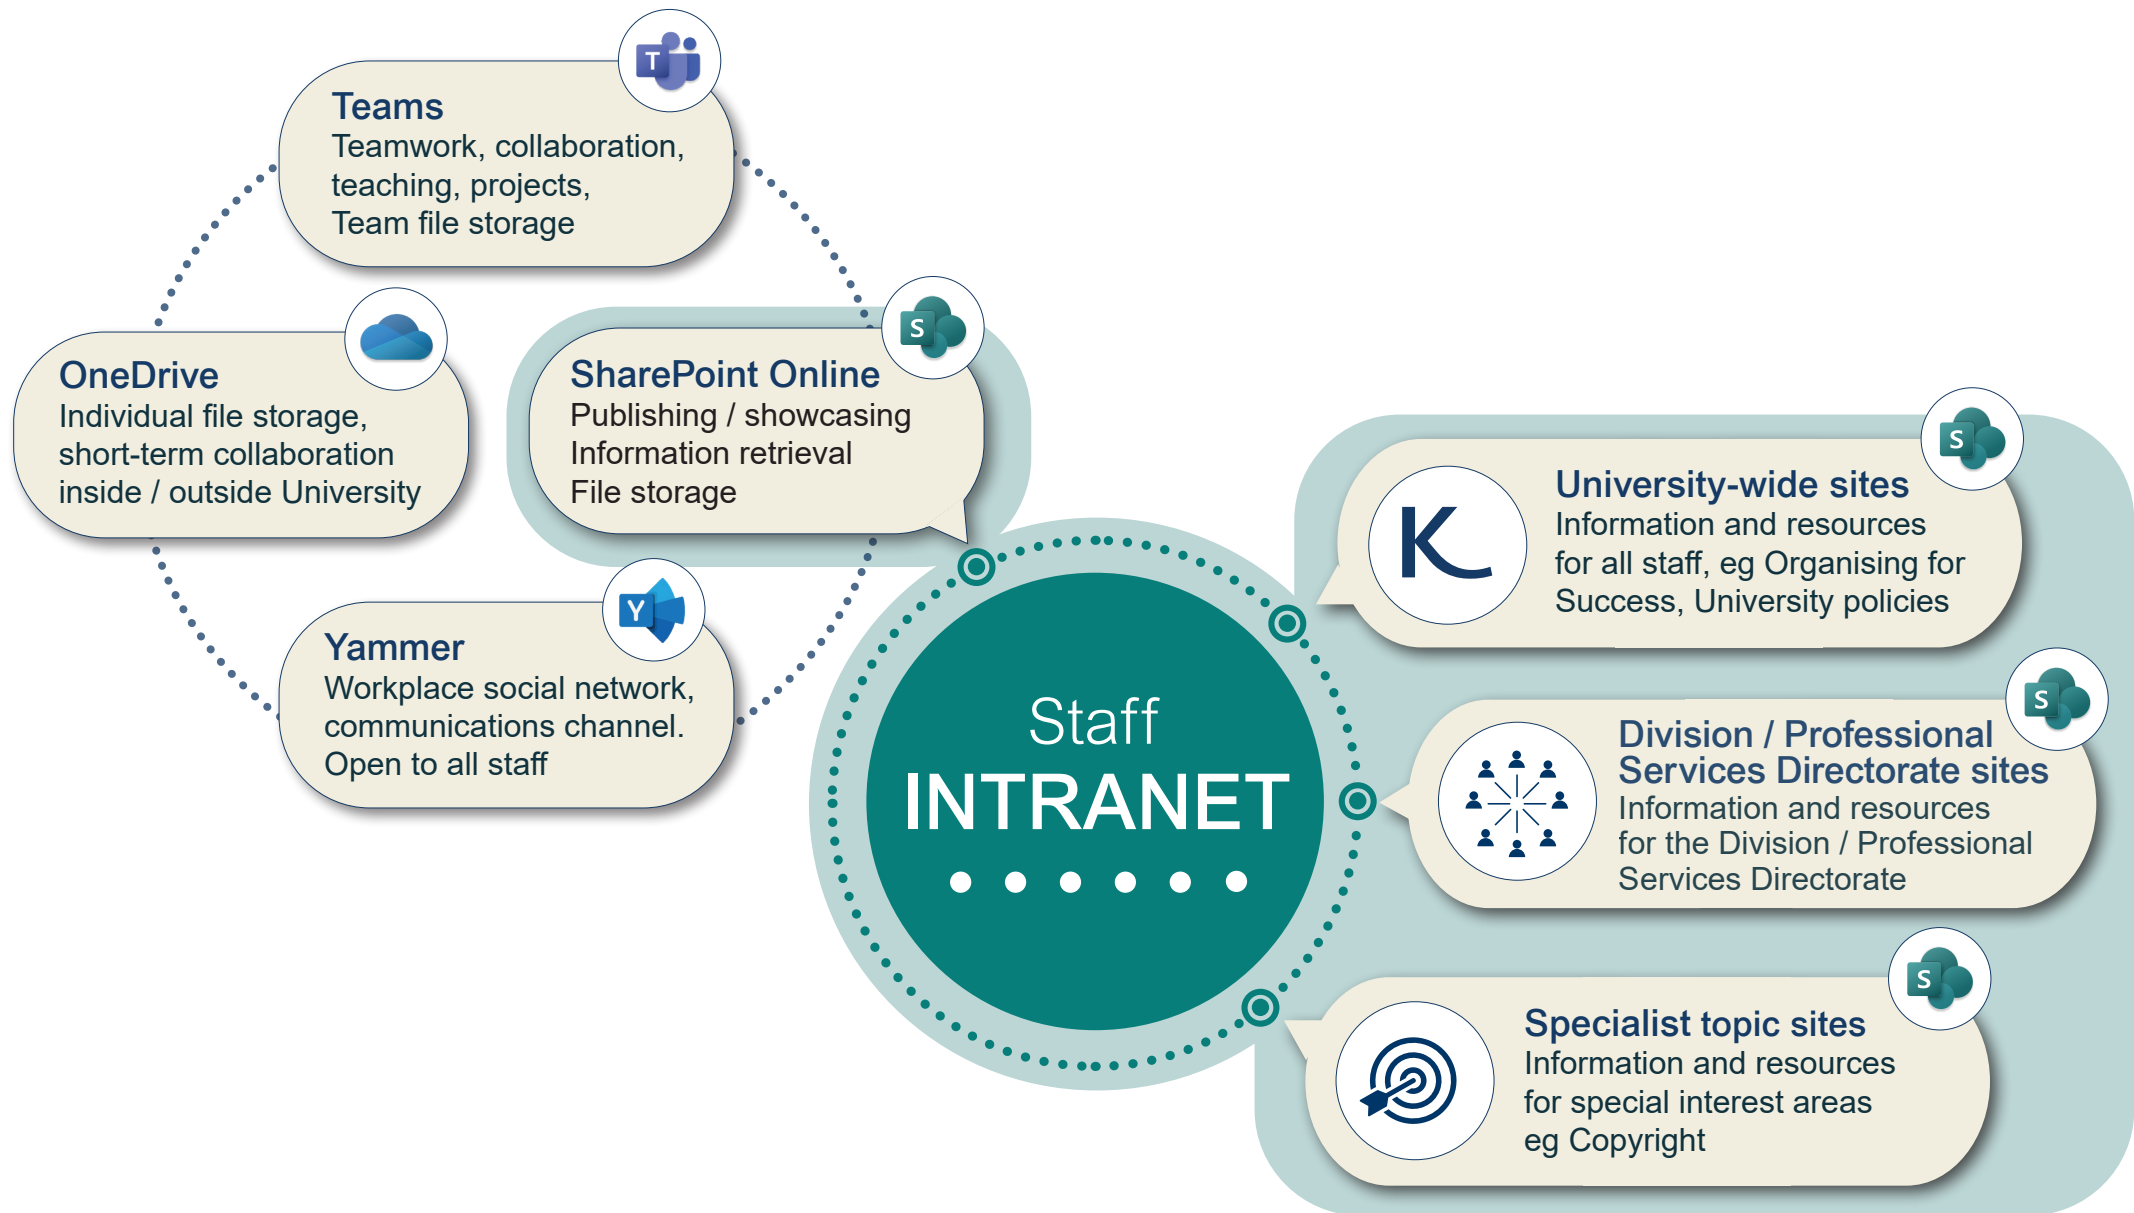 T
Teams
Teamwork, collaboration,
teaching, projects,
Team file storage
OneDrive
Individual file storage,
short-term collaboration
inside / outside University
S
SharePoint Online
Publishing / showcasing
Information retrieval
File storage
Y
Yammer
Workplace social network,
communications channel.
Open to all staff
Staff
INTRANET
S
K
University-wide sites
Information and resources
for all staff, eg Organising for
Success, University policies
S
Division / Professional
Services Directorate sites
Information and resources
for the Division / Professional
Services Directorate
S
Specialist topic sites
Information and resources
for special interest areas
eg Copyright